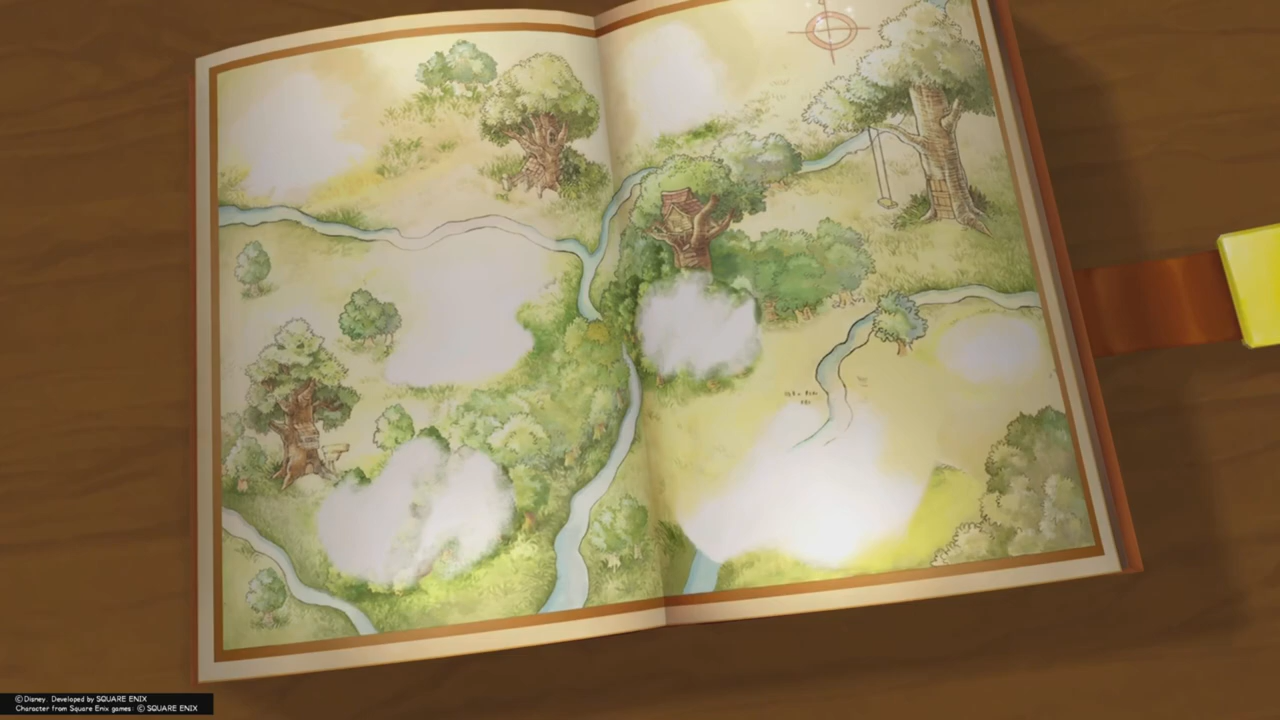 ©Disney. Developed by SQUARE ENIX
Character from Square Enix games: © SQUARE ENIX